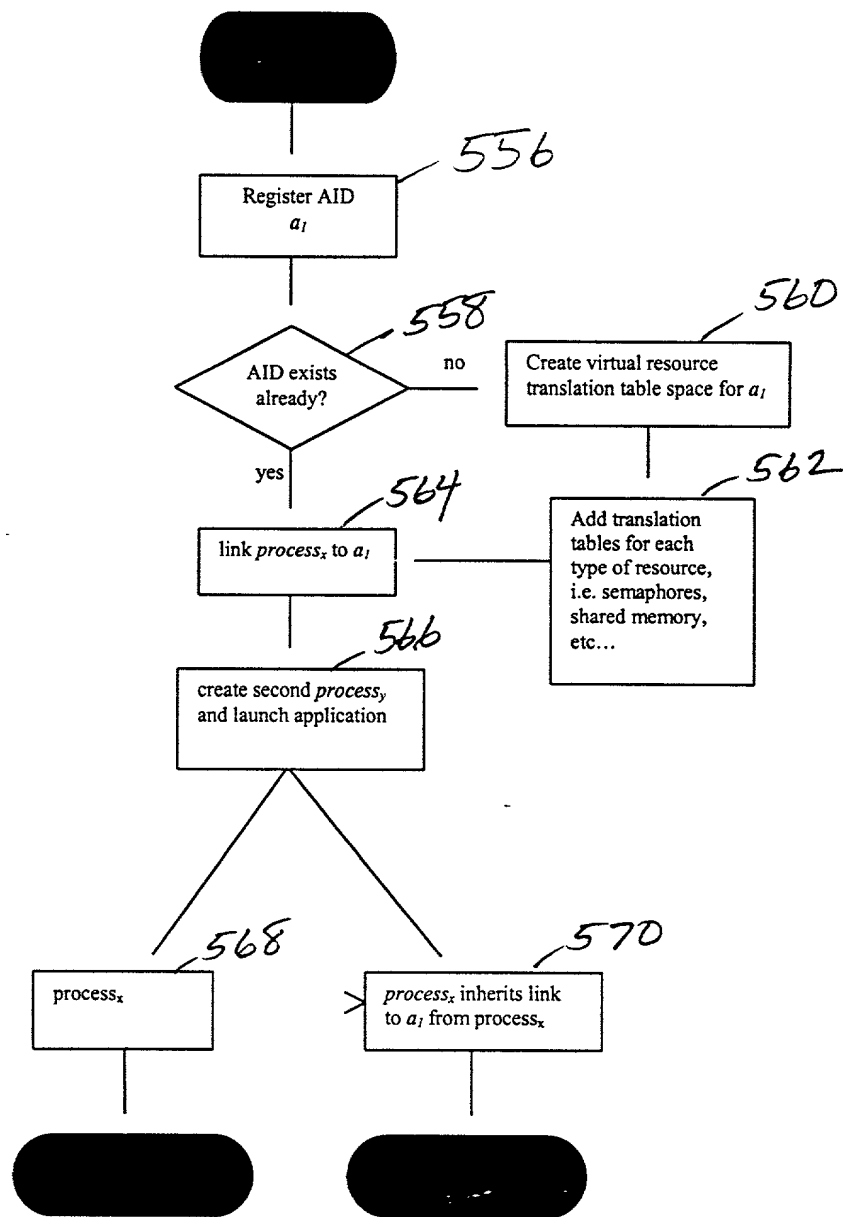 556
Register AID
a₁
558
AID exists
already?
no
560
Create virtual resource
translation table space for a₁
yes
564
link processₓ to a₁
562
Add translation
tables for each
type of resource,
i.e. semaphores,
shared memory,
etc...
566
create second processᵧ
and launch application
568
processₓ
570
processₓ inherits link
to a₁ from processₓ